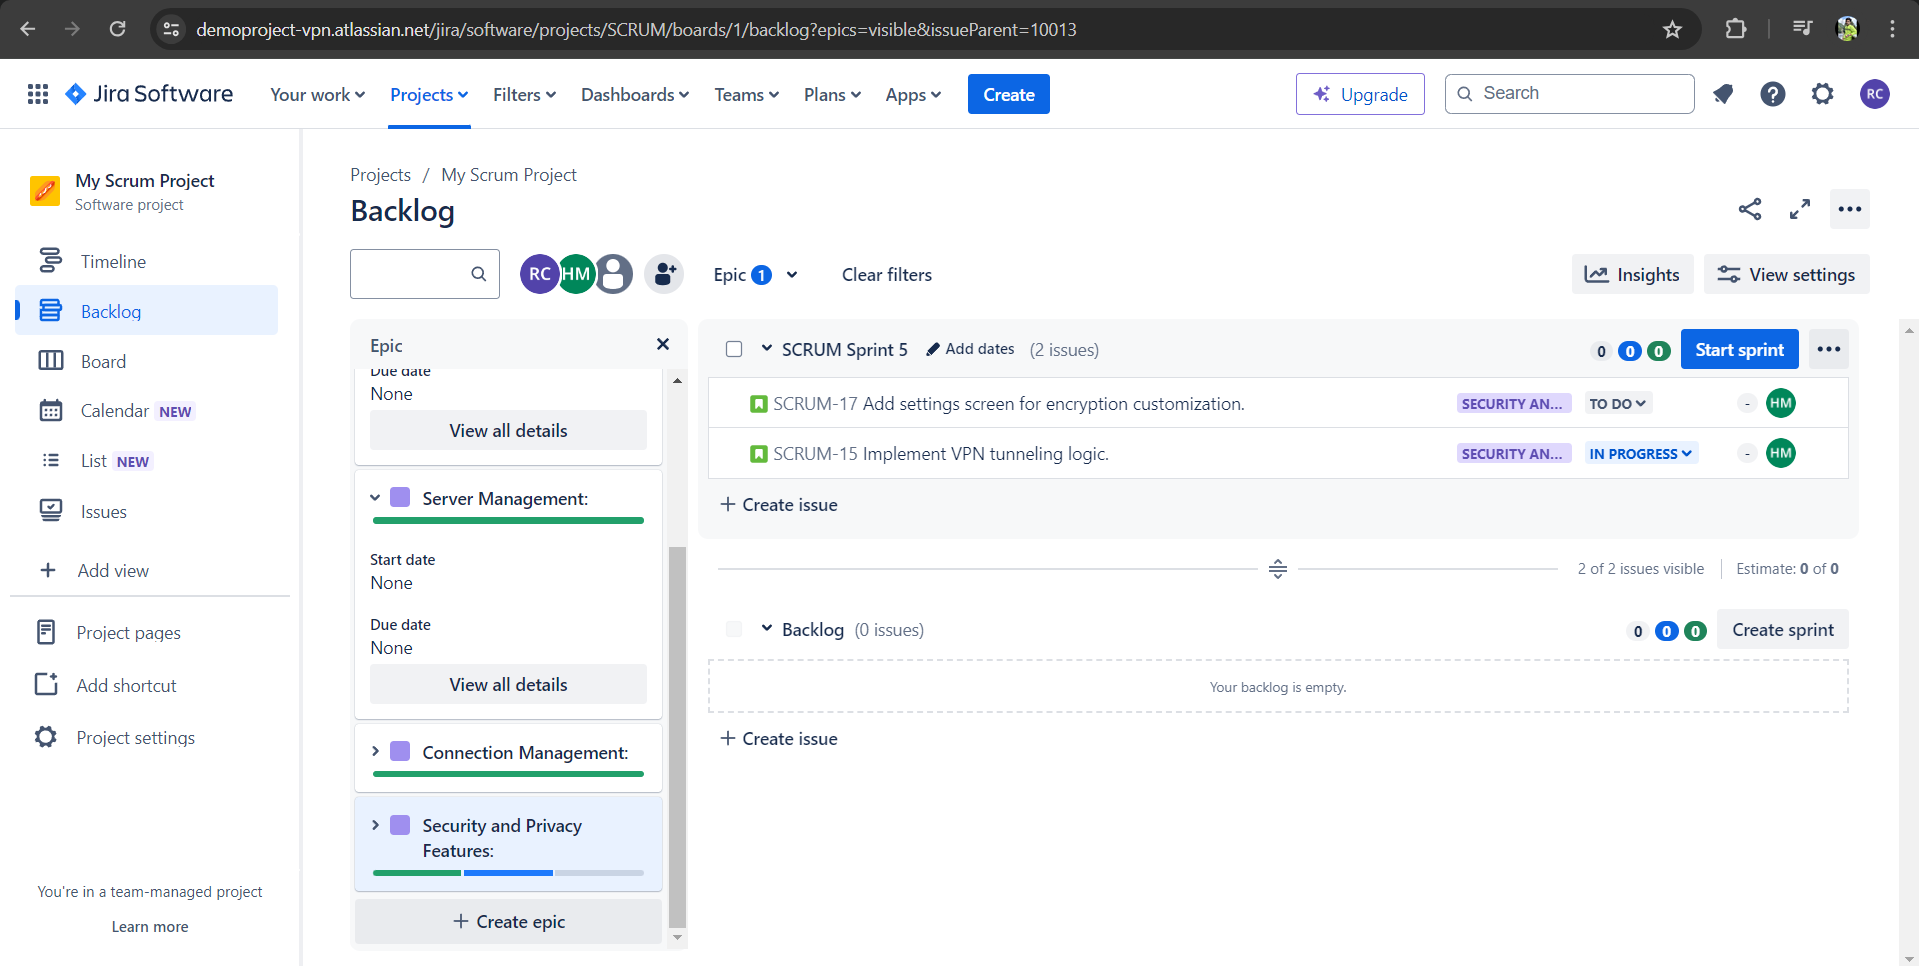 demoproject-vpn.atlassian.net/jira/software/projects/SCRUM/boards/1/backlog?epics=visible&issueParent=10013
Jira Software Your work Projects Filters Dashboards Teams Plans Apps Create Upgrade Search RC
My Scrum Project
Software project
Timeline
Backlog
Board
Calendar NEW
List NEW
Issues
Add view
Project pages
Add shortcut
Project settings
You're in a team-managed project
Learn more
Projects / My Scrum Project
Backlog
RC HM Epic 1 Clear filters Insights View settings
Epic
Due date
None
View all details
Server Management:
Start date
None
Due date
None
View all details
Connection Management:
Security and Privacy
Features:
Create epic
SCRUM Sprint 5 Add dates (2 issues) 0 0 0 Start sprint
SCRUM-17 Add settings screen for encryption customization. SECURITY AN... TO DO - HM
SCRUM-15 Implement VPN tunneling logic. SECURITY AN... IN PROGRESS - HM
Create issue
2 of 2 issues visible Estimate: 0 of 0
Backlog (0 issues) 0 0 0 Create sprint
Your backlog is empty.
Create issue